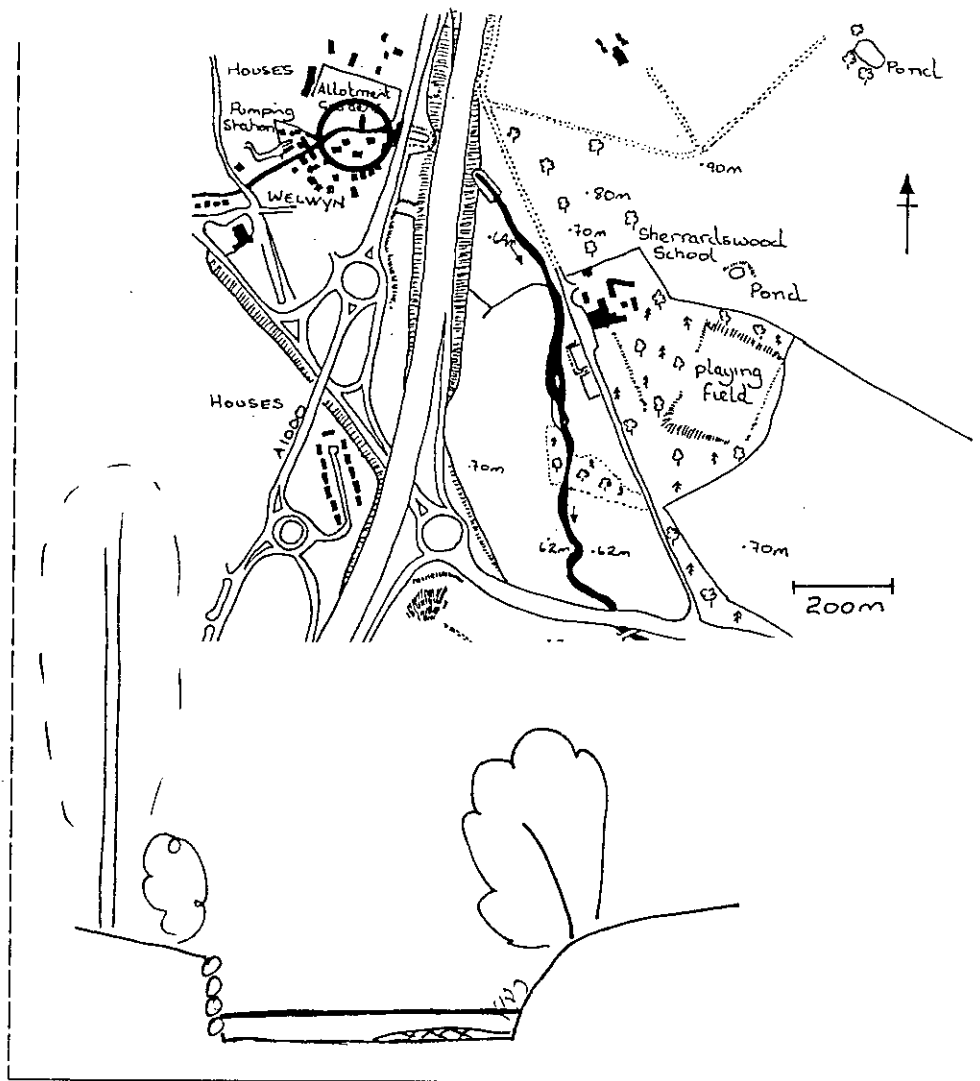 HOUSES
Allotment
Gardens
Pumping
Station
WELWYN
Pond
.90m
.80m
.70m
Sherrardswood
School
Pond
playing
field
HOUSES
A1000
.70m
62m
.62m
.70m
200m